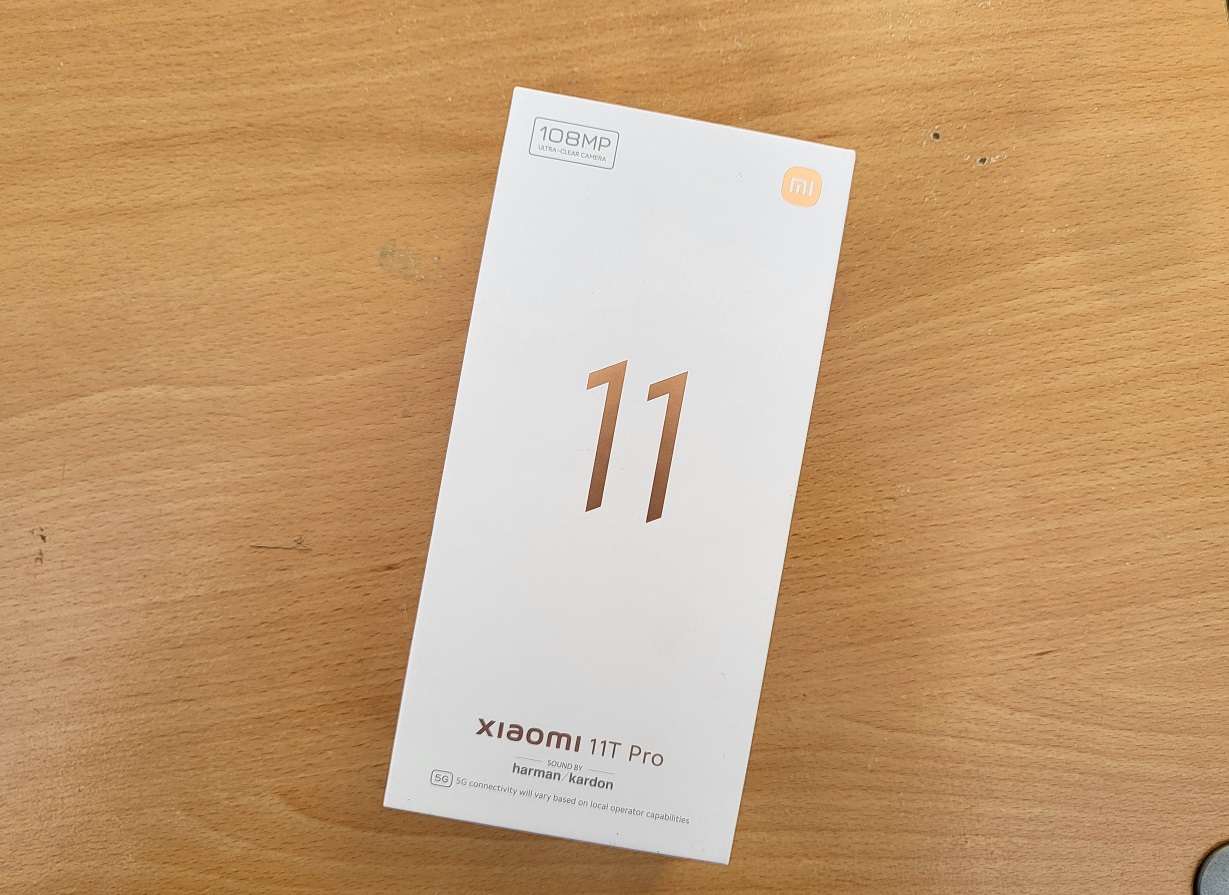 108MP
ULTRA-CLEAR CAMERA
mi
11
xiaomi 11T Pro
SOUND BY
harman/kardon
5G 5G connectivity will vary based on local operator capabilities